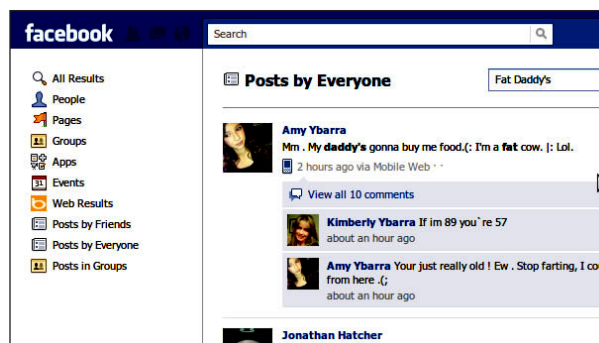 facebook
Search
All Results
People
Pages
Groups
Apps
31 Events
Web Results
Posts by Friends
Posts by Everyone
Posts in Groups
Posts by Everyone
Fat Daddy's
Amy Ybarra
Mm . My daddy's gonna buy me food.(: I'm a fat cow. |: Lol.
2 hours ago via Mobile Web · ·
View all 10 comments
Kimberly Ybarra If im 89 you`re 57
about an hour ago
Amy Ybarra Your just really old ! Ew . Stop farting, I
from here .(;
about an hour ago
Jonathan Hatcher